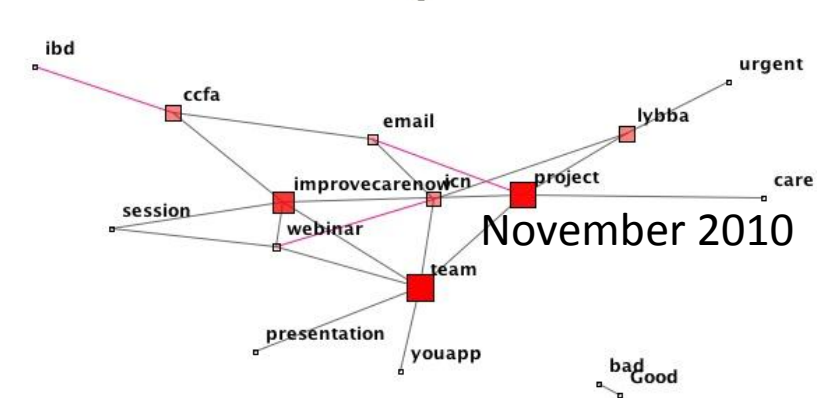 ibd
urgent
ccfa
lybba
email
care
project
improvecarenow
icn
session
webinar
November 2010
team
presentation
youapp
bad
Good